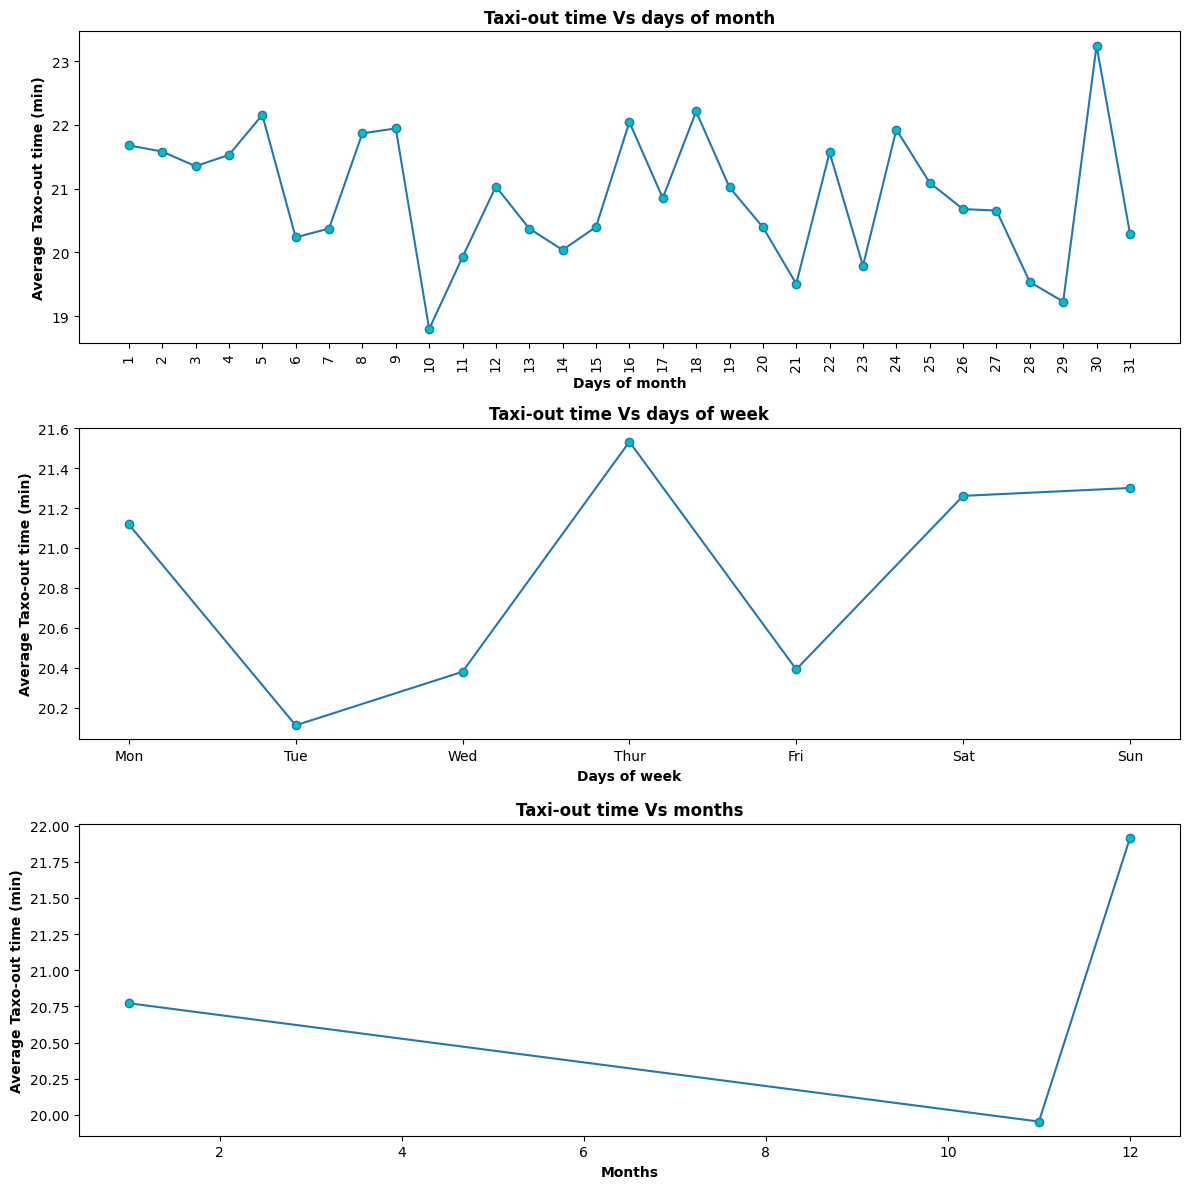 Taxi-out time Vs days of month
Average Taxo-out time (min)
23
22
21
20
19
1 2 3 4 5 6 7 8 9 10 11 12 13 14 15 16 17 18 19 20 21 22 23 24 25 26 27 28 29 30 31
Days of month
Taxi-out time Vs days of week
Average Taxo-out time (min)
21.6
21.4
21.2
21.0
20.8
20.6
20.4
20.2
Mon Tue Wed Thur Fri Sat Sun
Days of week
Taxi-out time Vs months
Average Taxo-out time (min)
22.00
21.75
21.50
21.25
21.00
20.75
20.50
20.25
20.00
2 4 6 8 10 12
Months